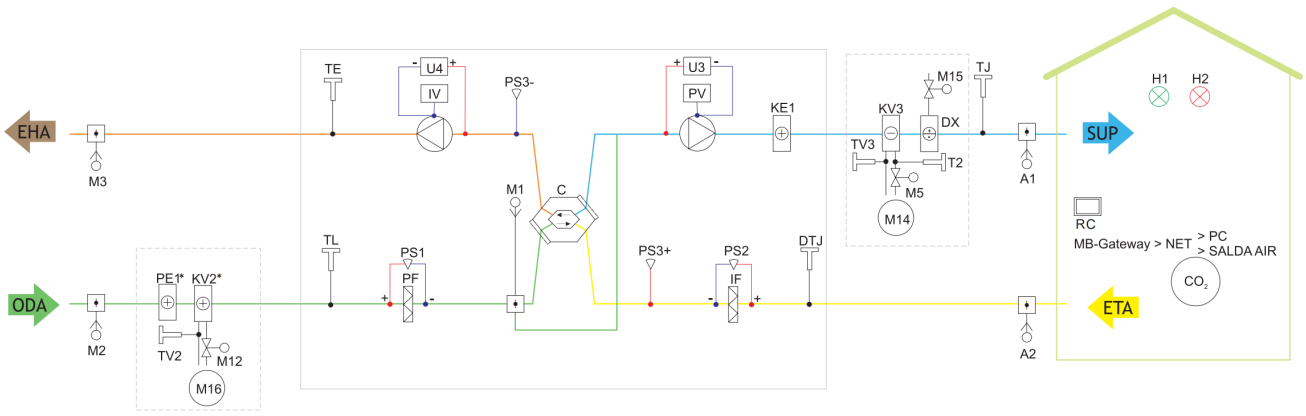 TE
- U4 +
IV
PS3-
+ U3 -
PV
KE1
KV3
M15
DX
TJ
H1 H2
EHA
SUP
M3
TV3
T2
M5
M14
A1
M1
C
RC
MB-Gateway > NET > PC
> SALDA AIR
CO2
TL
PS1
PF
+ -
PS3+
PS2
IF
- +
DTJ
PE1* KV2*
ODA
ETA
M2
TV2
M12
M16
A2